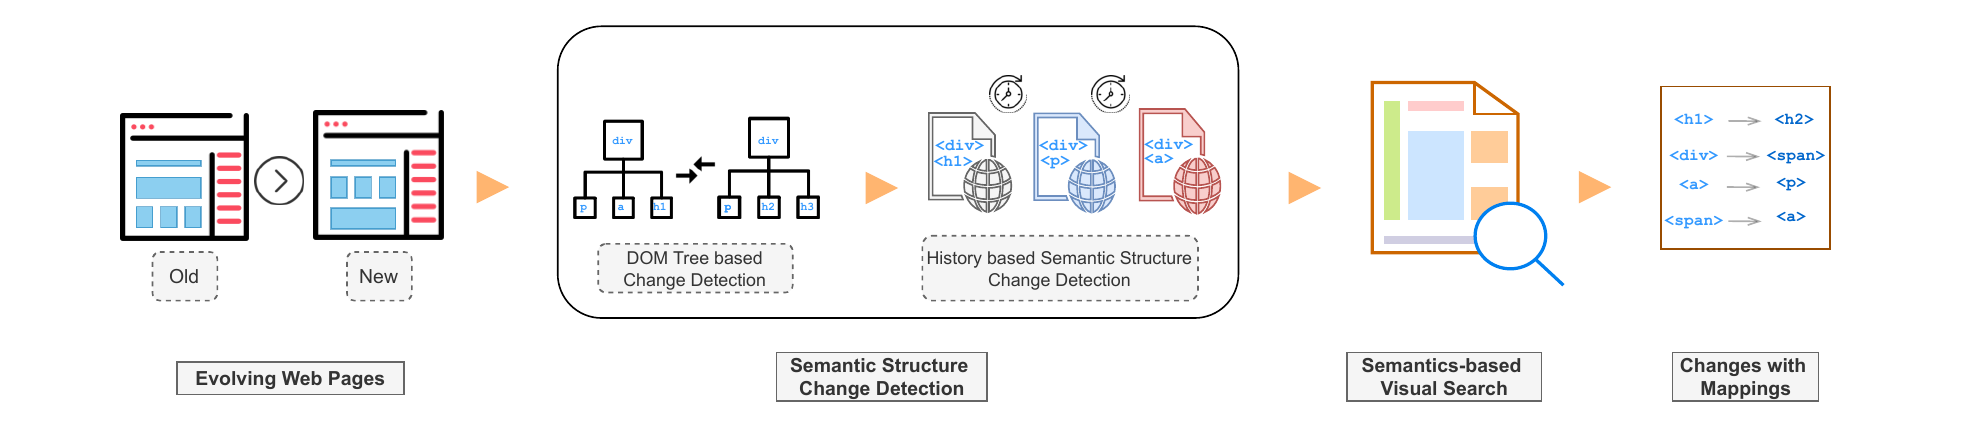 Old
New
Evolving Web Pages
div
p
a
h1
div
p
h2
h3
DOM Tree based
Change Detection
<div>
<h1>
<div>
<p>
<div>
<a>
History based Semantic Structure
Change Detection
Semantic Structure
Change Detection
Semantics-based
Visual Search
<h1> <h2>
<div> <span>
<a> <p>
<span> <a>
Changes with
Mappings